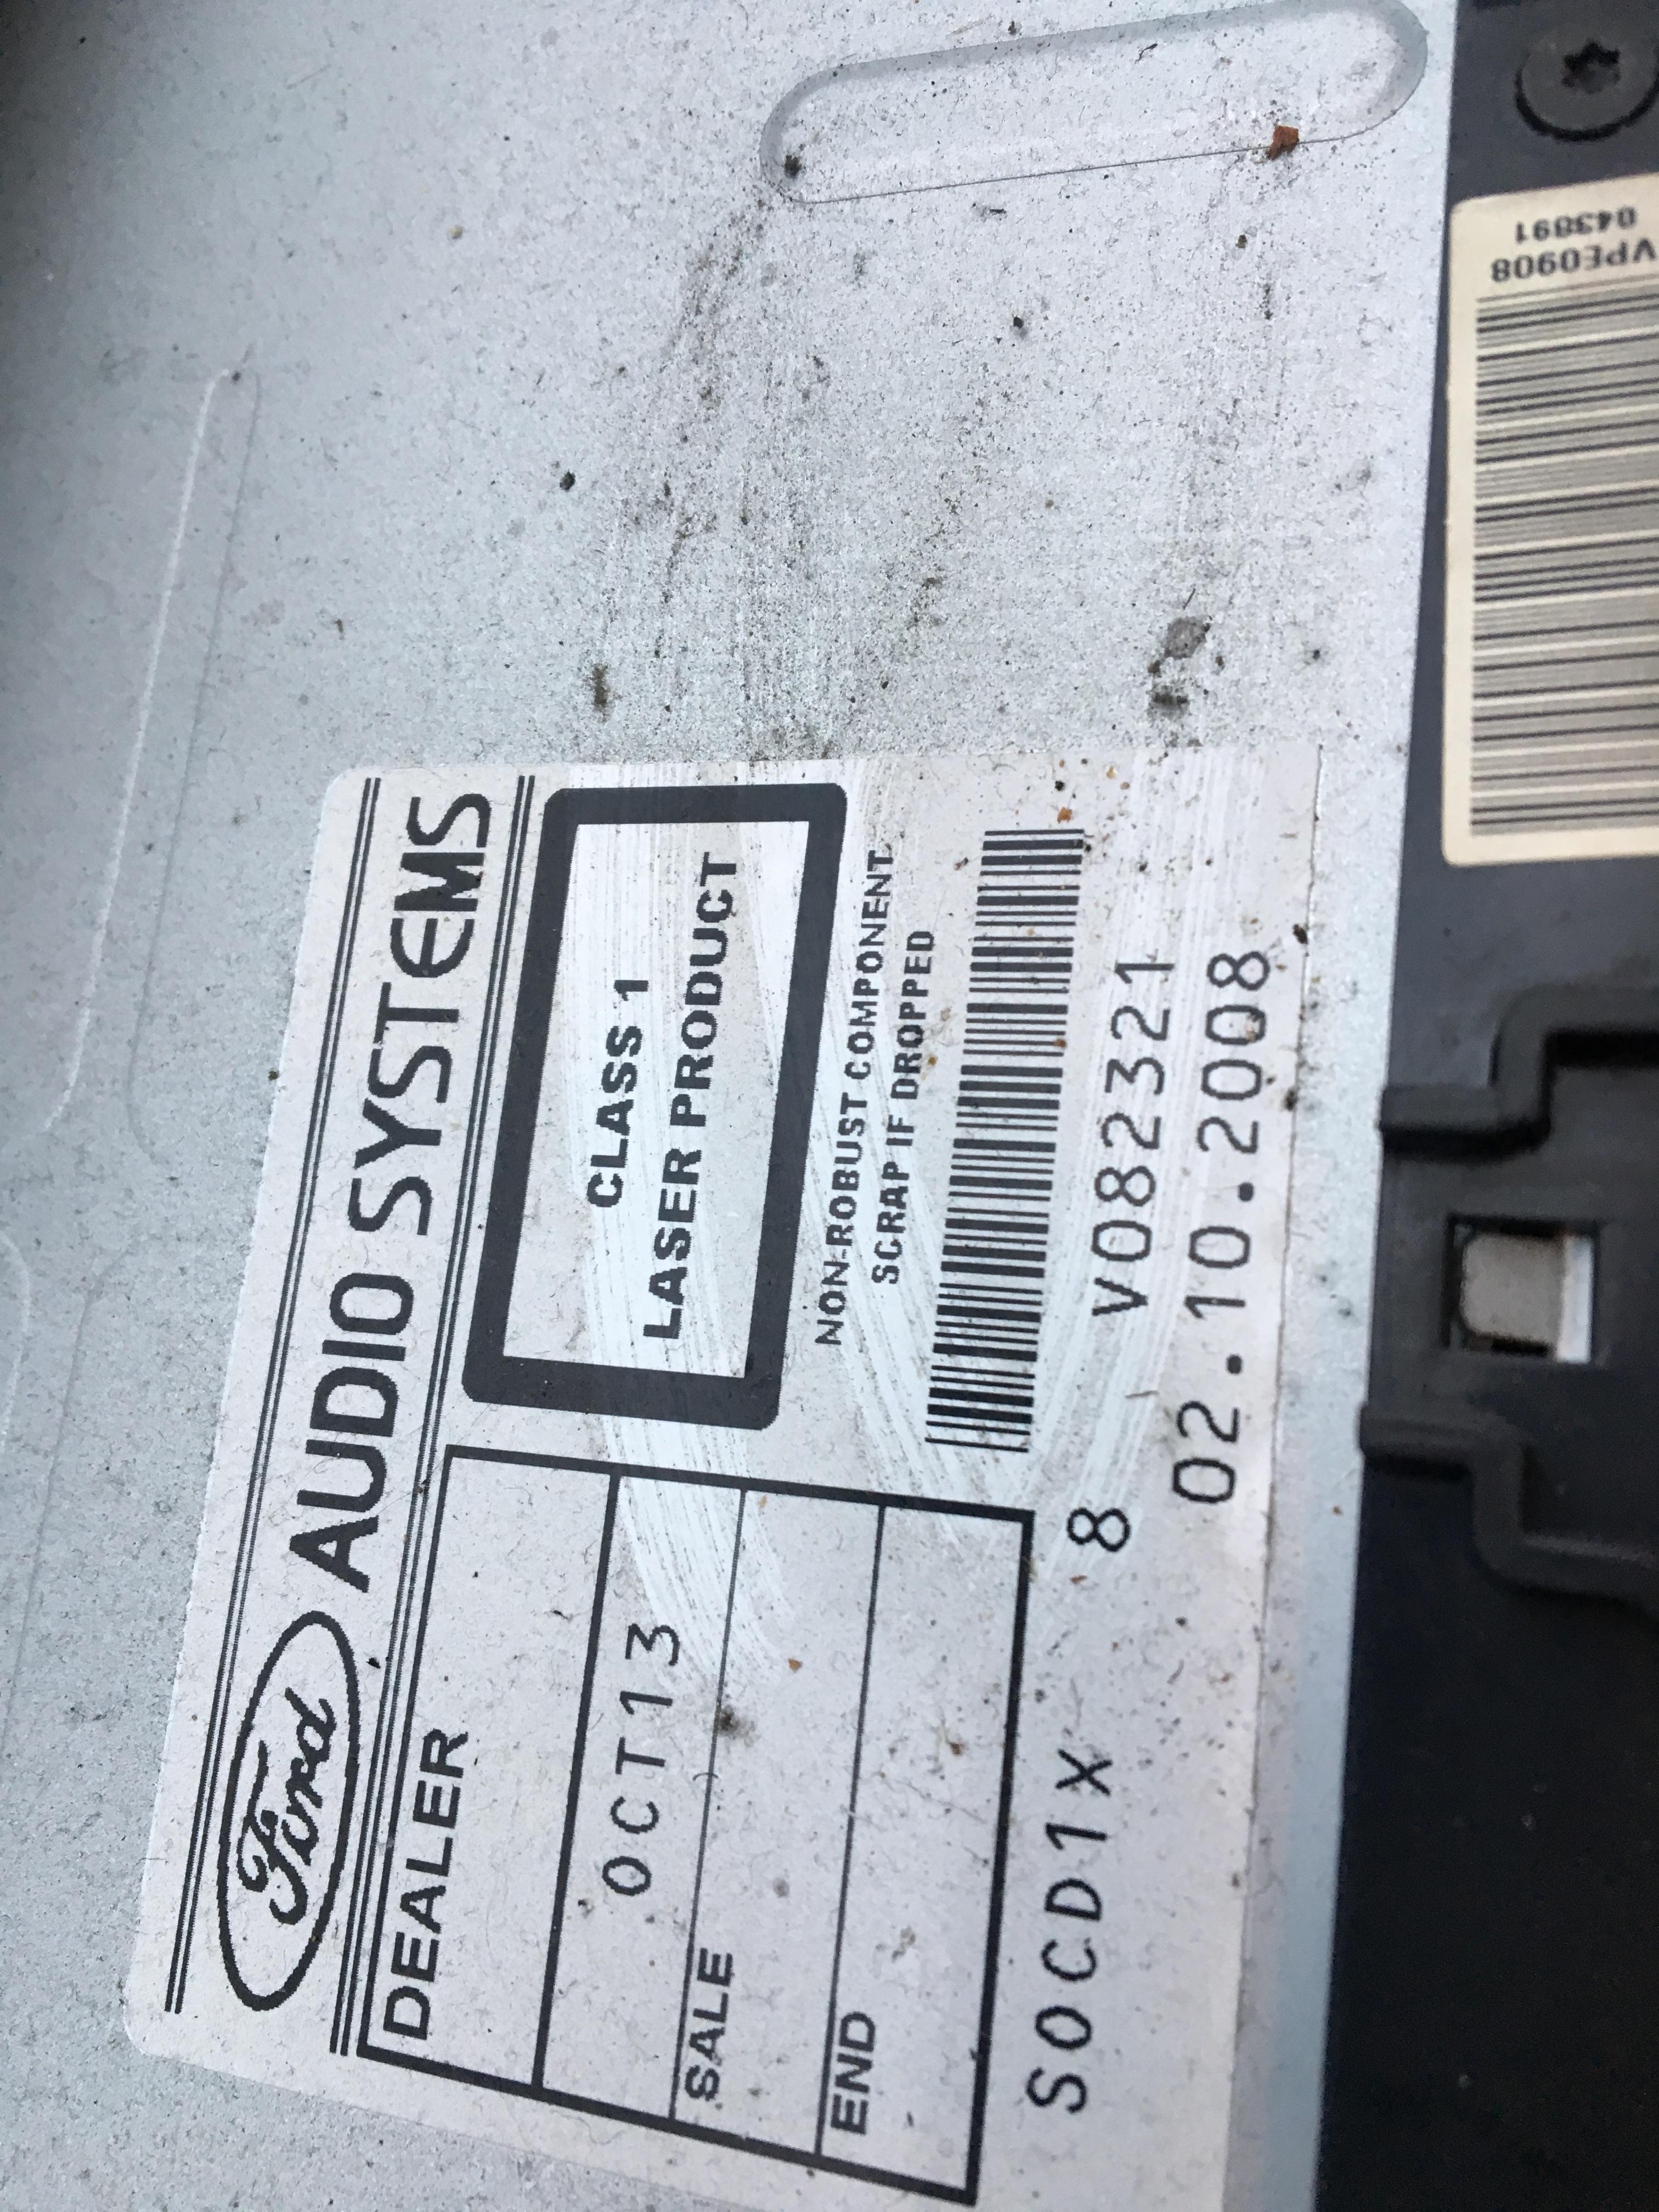 Ford AUDIO SYSTEMS
DEALER
OCT13
SALE
END
CLASS 1
LASER PRODUCT
NON-ROBUST COMPONENT
SCRAP IF DROPPED
S0CD1X 8 V082321
02.10.2008
VPE0908
043891